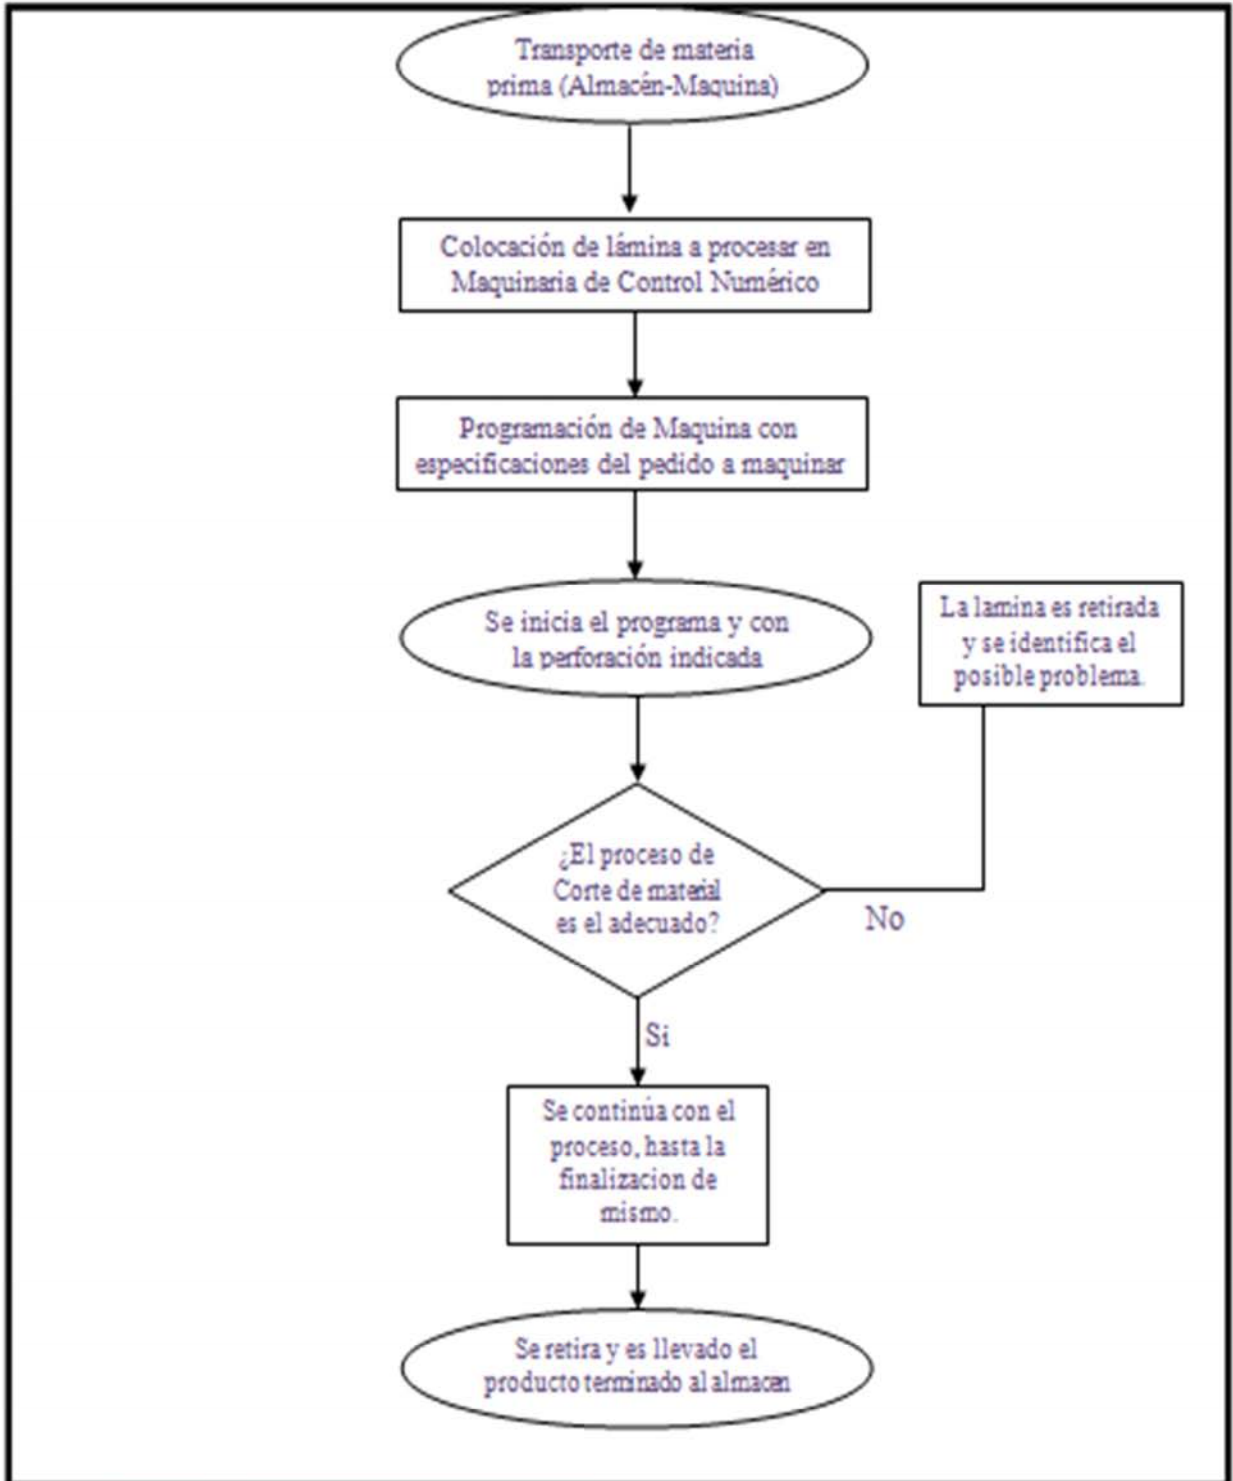 Transporte de materia
prima (Almacén-Maquina)
Colocación de lámina a procesar en
Maquinaria de Control Numérico
Programación de Maquina con
especificaciones del pedido a maquinar
Se inicia el programa y con
la perforación indicada
La lamina es retirada
y se identifica el
posible problema.
¿El proceso de
Corte de material
es el adecuado?
No
Si
Se continúa con el
proceso, hasta la
finalizacion de
mismo.
Se retira y es llevado el
producto terminado al almacen